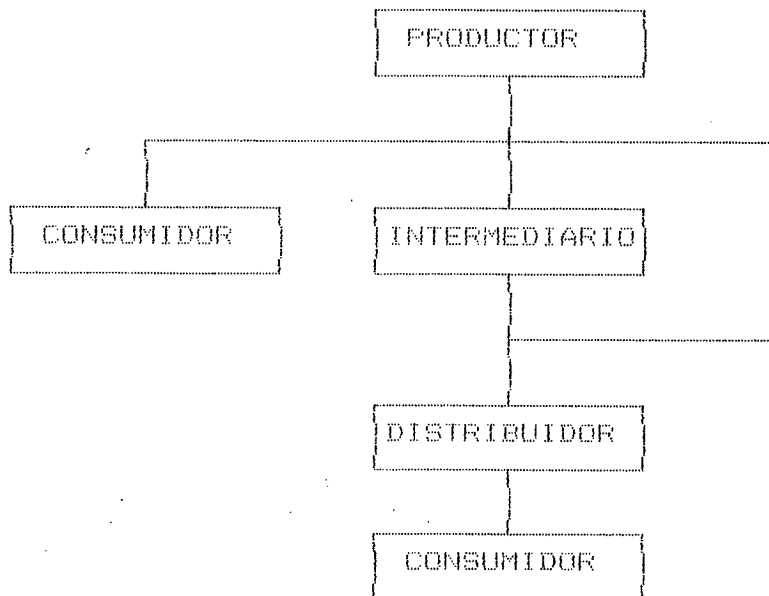 PRODUCTOR
CONSUMIDOR INTERMEDIARIO
DISTRIBUIDOR
CONSUMIDOR